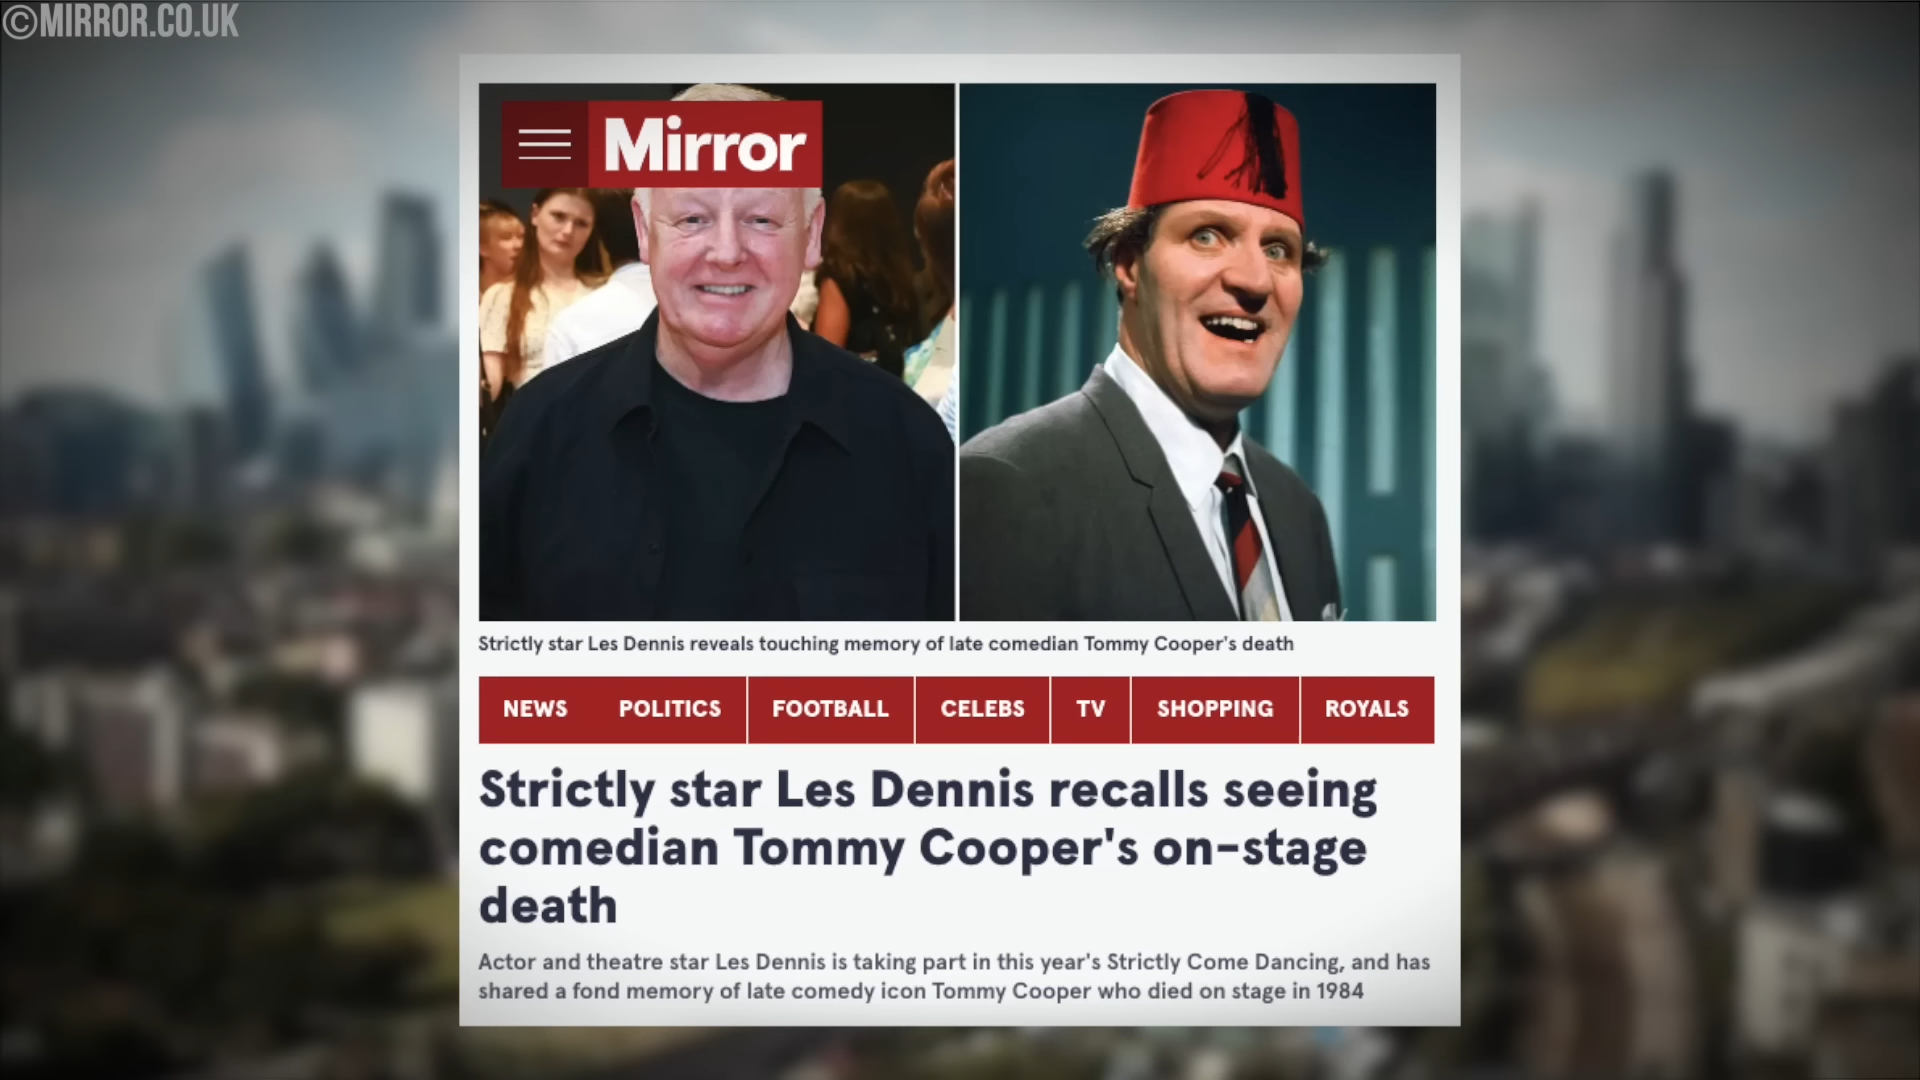 ©MIRROR.CO.UK
Mirror
Strictly star Les Dennis reveals touching memory of late comedian Tommy Cooper's death
NEWS POLITICS FOOTBALL CELEBS TV SHOPPING ROYALS
Strictly star Les Dennis recalls seeing
comedian Tommy Cooper's on-stage
death
Actor and theatre star Les Dennis is taking part in this year's Strictly Come Dancing, and has
shared a fond memory of late comedy icon Tommy Cooper who died on stage in 1984